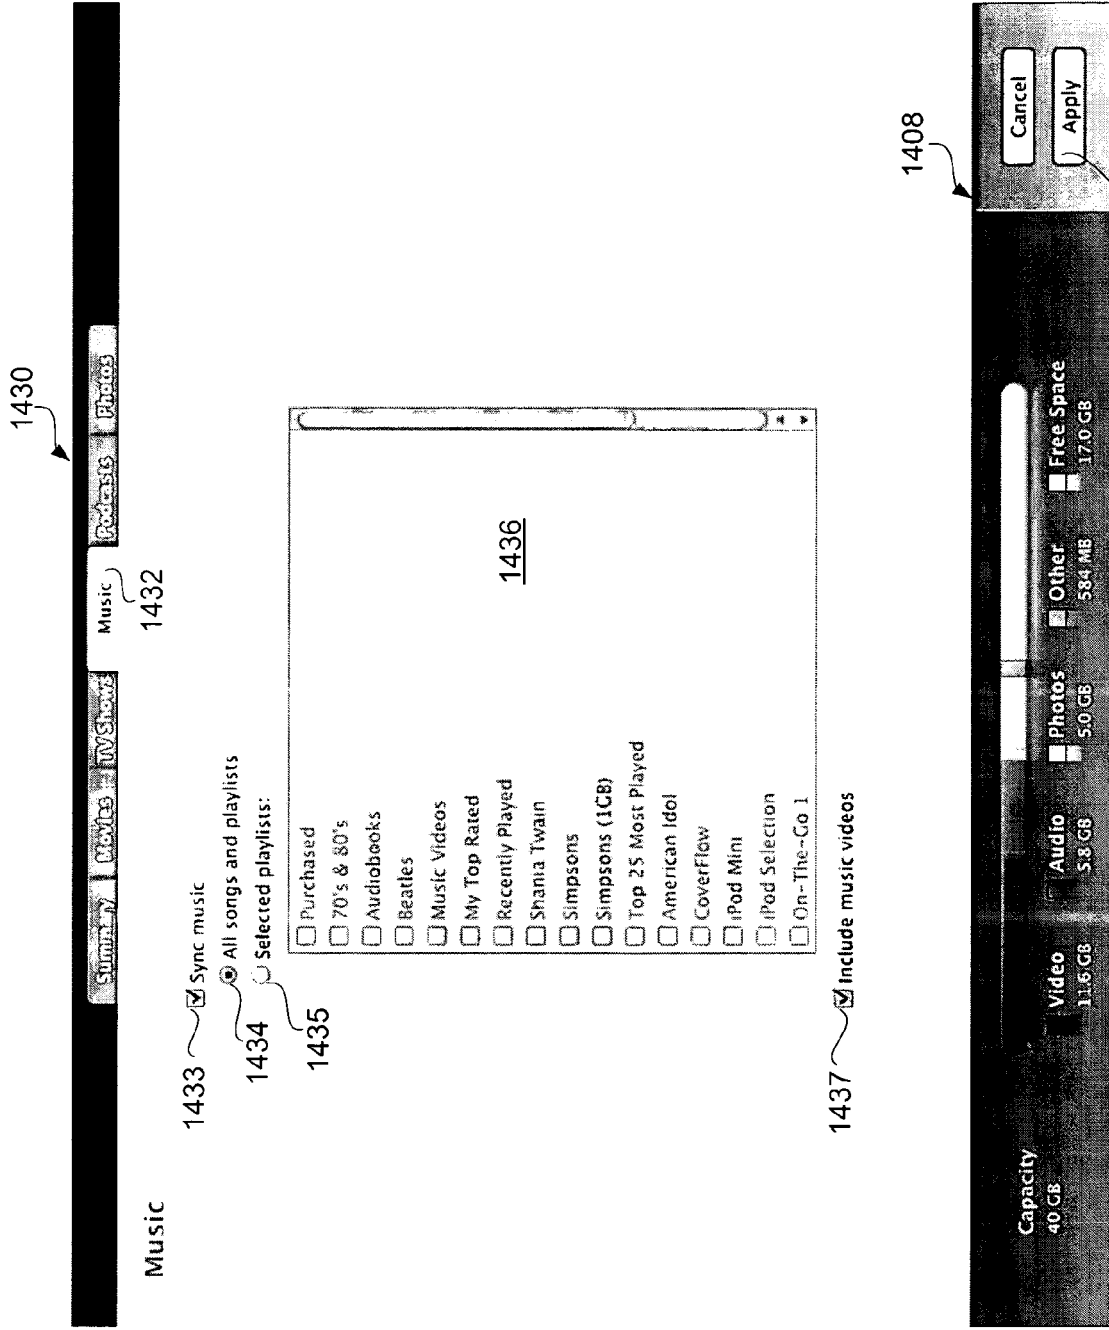 1430
Summary Movies TV Shows Music Podcasts Photos
1432
Music
1433
Sync music
1434
All songs and playlists
1435
Selected playlists:
Purchased
70's & 80's
Audiobooks
Beatles
Music Videos
My Top Rated
Recently Played
Shania Twain
Simpsons
Simpsons (1GB)
Top 25 Most Played
American Idol
CoverFlow
iPod Mini
iPod Selection
On-The-Go 1
1436
1437
Include music videos
1408
Capacity
40 GB
Video
11.6 GB
Audio
5.8 GB
Photos
5.0 GB
Other
584 MB
Free Space
17.0 GB
Cancel
Apply